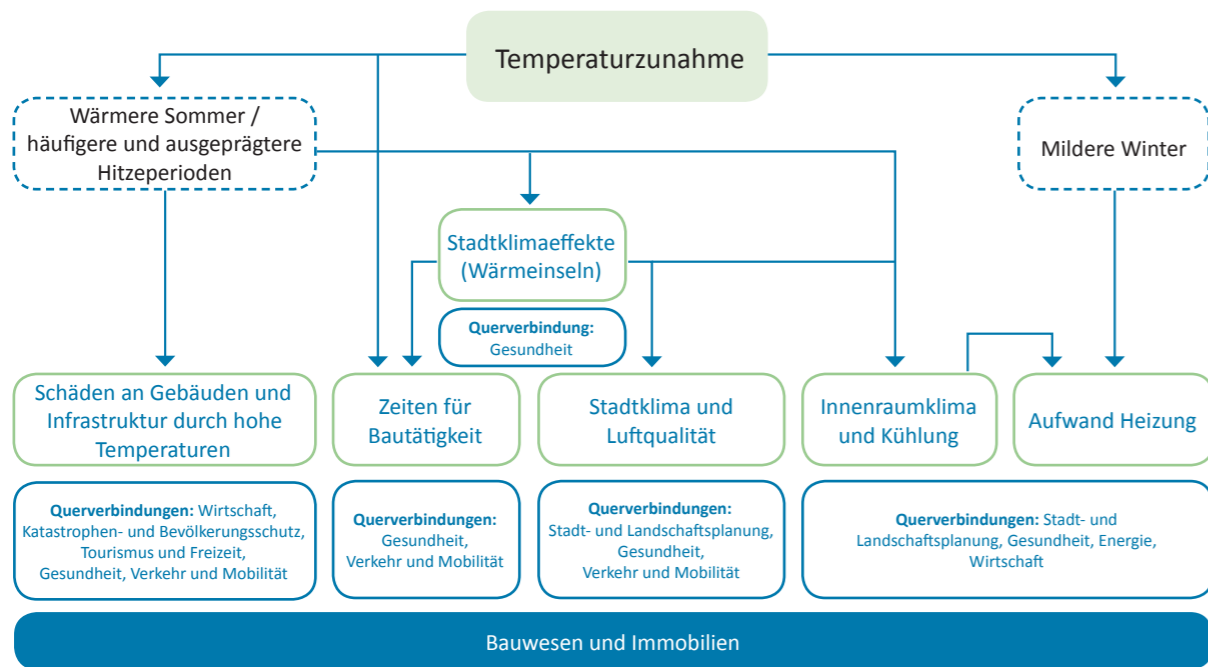 Temperaturzunahme
Wärmere Sommer /
häufigere und ausgeprägtere
Hitzeperioden
Mildere Winter
Stadtklimaeffekte
(Wärmeinseln)
Querverbindung:
Gesundheit
Schäden an Gebäuden und
Infrastruktur durch hohe
Temperaturen
Zeiten für
Bautätigkeit
Stadtklima und
Luftqualität
Innenraumklima
und Kühlung
Aufwand Heizung
Querverbindungen: Wirtschaft,
Katastrophen- und Bevölkerungsschutz,
Tourismus und Freizeit,
Gesundheit, Verkehr und Mobilität
Querverbindungen:
Gesundheit,
Verkehr und Mobilität
Querverbindungen:
Stadt- und Landschaftsplanung,
Gesundheit,
Verkehr und Mobilität
Querverbindungen: Stadt- und
Landschaftsplanung, Gesundheit, Energie,
Wirtschaft
Bauwesen und Immobilien